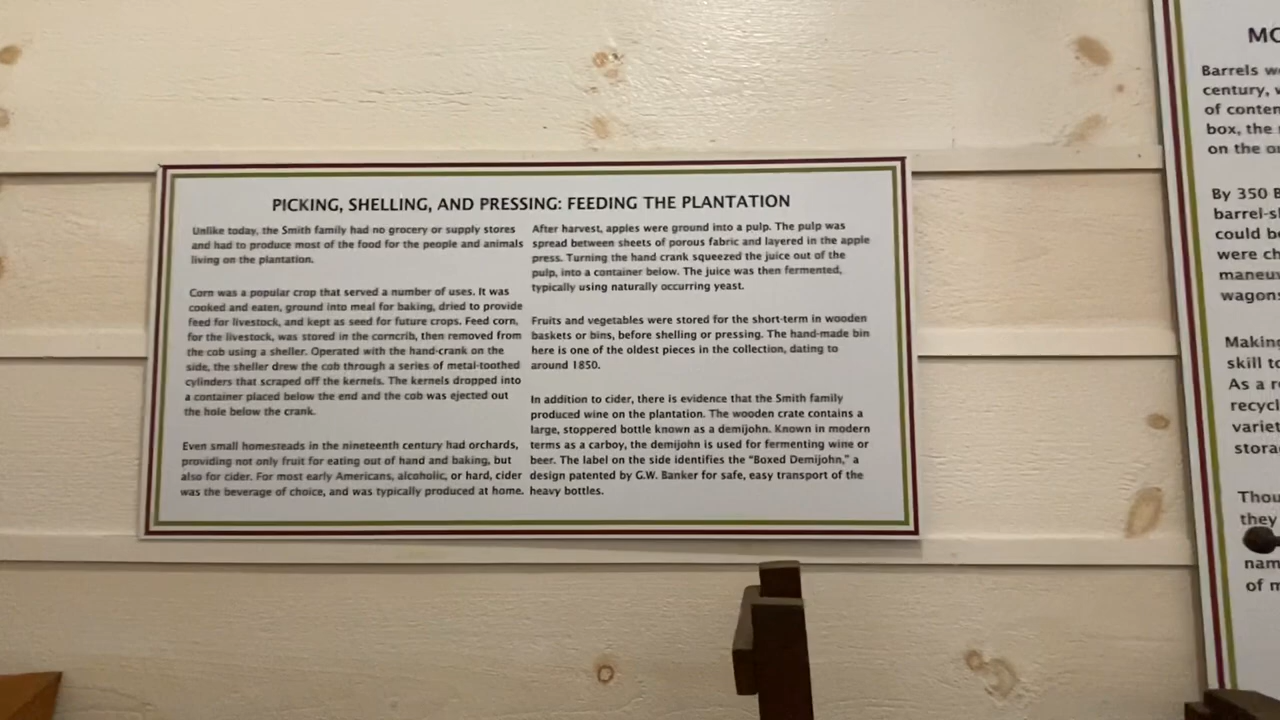 PICKING, SHELLING, AND PRESSING: FEEDING THE PLANTATION
Unlike today, the Smith family had no grocery or supply stores
and had to produce most of the food for the people and animals
living on the plantation.
Corn was a popular crop that served a number of uses. It was
cooked and eaten, ground into meal for baking, dried to provide
feed for livestock, and kept as seed for future crops. Feed corn,
for the livestock, was stored in the corncrib, then removed from
the cob using a sheller. Operated with the hand-crank on the
side, the sheller drew the cob through a series of metal-toothed
cylinders that scraped off the kernels. The kernels dropped into
a container placed below the end and the cob was ejected out
the hole below the crank.
Even small homesteads in the nineteenth century had orchards,
providing not only fruit for eating out of hand and baking, but
also for cider. For most early Americans, alcoholic, or hard, cider
was the beverage of choice, and was typically produced at home.
After harvest, apples were ground into a pulp. The pulp was
spread between sheets of porous fabric and layered in the apple
press. Turning the hand crank squeezed the juice out of the
pulp, into a container below. The juice was then fermented,
typically using naturally occurring yeast.
Fruits and vegetables were stored for the short-term in wooden
baskets or bins, before shelling or pressing. The hand-made bin
here is one of the oldest pieces in the collection, dating to
around 1850.
In addition to cider, there is evidence that the Smith family
produced wine on the plantation. The wooden crate contains a
large, stoppered bottle known as a demijohn. Known in modern
terms as a carboy, the demijohn is used for fermenting wine or
beer. The label on the side identifies the "Boxed Demijohn," a
design patented by G.W. Banker for safe, easy transport of the
heavy bottles.
Barrels
century,
of
box, the
on the
By 350
could
were
Making
skill
As a
they
of